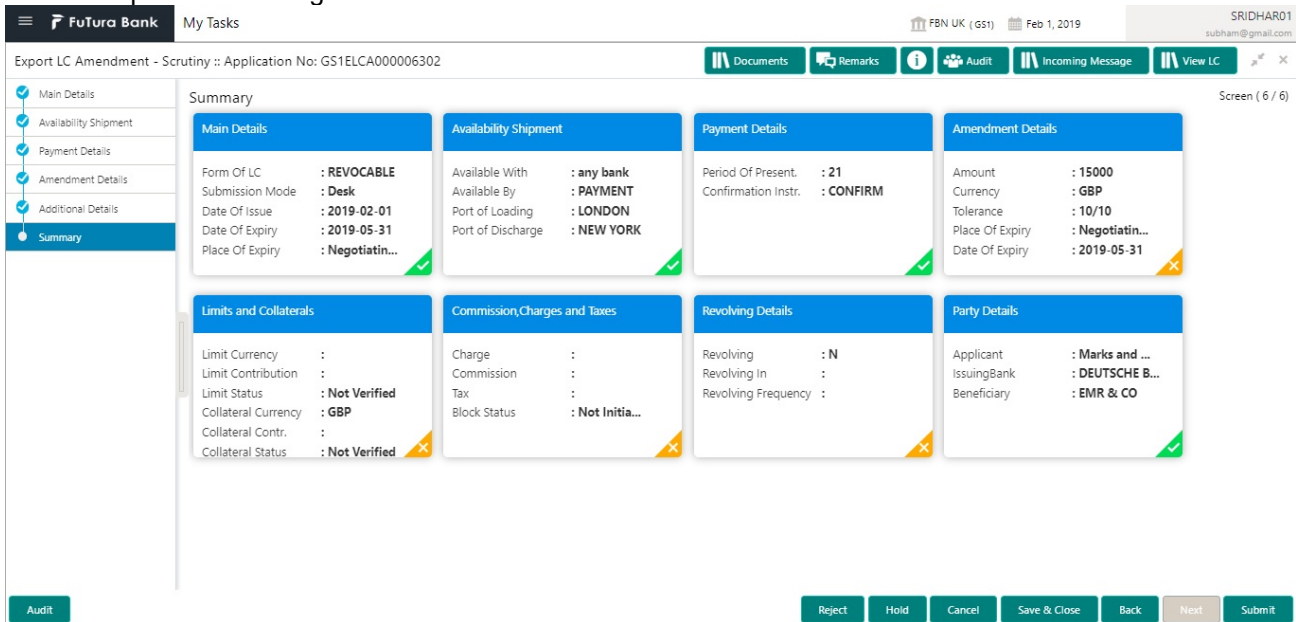 FuTura Bank
My Tasks
FBN UK (GS1)
Feb 1, 2019
SRIDHAR01
subham@gmail.com
Export LC Amendment - Scrutiny :: Application No: GS1ELCA000006302
Documents
Remarks
Audit
Incoming Message
View LC
Main Details
Availability Shipment
Payment Details
Amendment Details
Additional Details
Summary
Summary
Screen ( 6 / 6)
Main Details
Form Of LC : REVOCABLE
Submission Mode : Desk
Date Of Issue : 2019-02-01
Date Of Expiry : 2019-05-31
Place Of Expiry : Negotiatin...
Availability Shipment
Available With : any bank
Available By : PAYMENT
Port of Loading : LONDON
Port of Discharge : NEW YORK
Payment Details
Period Of Present. : 21
Confirmation Instr. : CONFIRM
Amendment Details
Amount : 15000
Currency : GBP
Tolerance : 10/10
Place Of Expiry : Negotiatin...
Date Of Expiry : 2019-05-31
Limits and Collaterals
Limit Currency :
Limit Contribution :
Limit Status : Not Verified
Collateral Currency : GBP
Collateral Contr. :
Collateral Status : Not Verified
Commission,Charges and Taxes
Charge :
Commission :
Tax :
Block Status : Not Initia...
Revolving Details
Revolving : N
Revolving In :
Revolving Frequency :
Party Details
Applicant : Marks and ...
IssuingBank : DEUTSCHE B...
Beneficiary : EMR & CO
Audit
Reject
Hold
Cancel
Save & Close
Back
Next
Submit